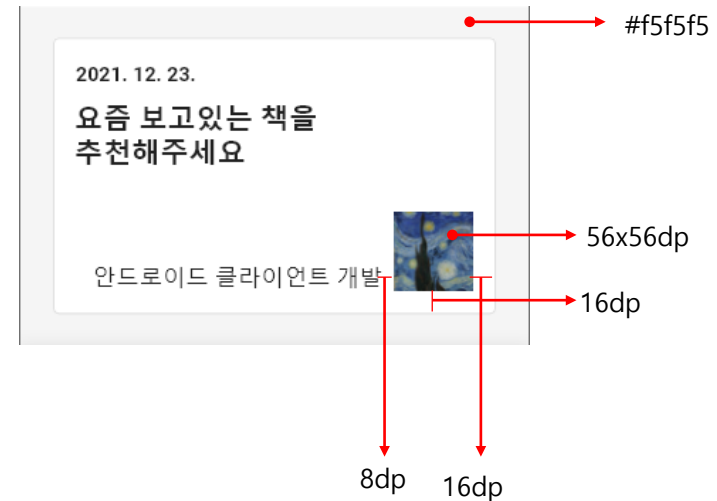 #f5f5f5
2021. 12. 23.
요즘 보고있는 책을
추천해주세요
56x56dp
안드로이드 클라이언트 개발
16dp
8dp
16dp